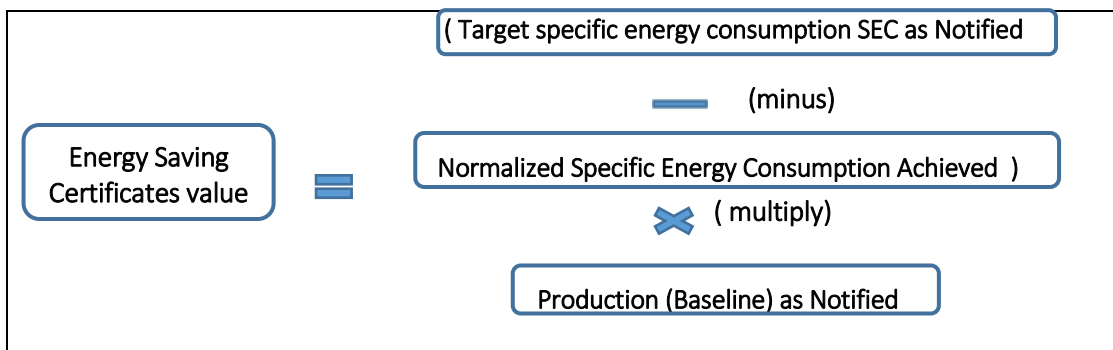 ( Target specific energy consumption SEC as Notified
(minus)
Energy Saving
Certificates value
Normalized Specific Energy Consumption Achieved )
( multiply)
Production (Baseline) as Notified